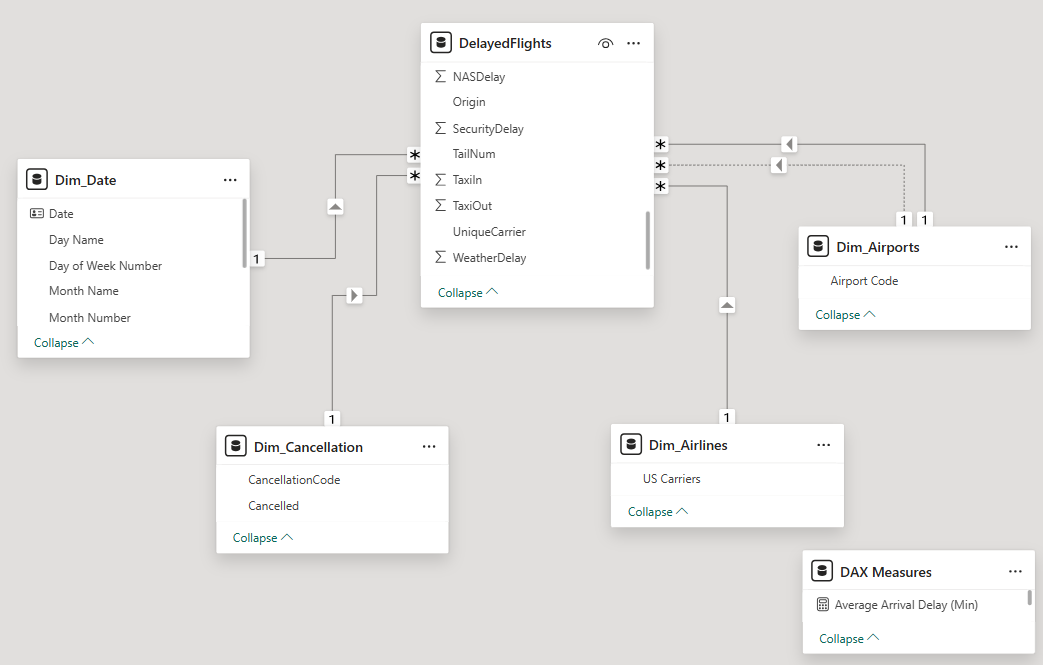 DelayedFlights
NASDelay
Origin
SecurityDelay
TailNum
TaxiIn
TaxiOut
UniqueCarrier
WeatherDelay
Collapse
*
*
*
*
*
Dim_Date
Date
Day Name
Day of Week Number
Month Name
Month Number
Collapse
1
1
1
Dim_Airports
Airport Code
Collapse
1
Dim_Cancellation
CancellationCode
Cancelled
Collapse
1
Dim_Airlines
US Carriers
Collapse
DAX Measures
Average Arrival Delay (Min)
Collapse